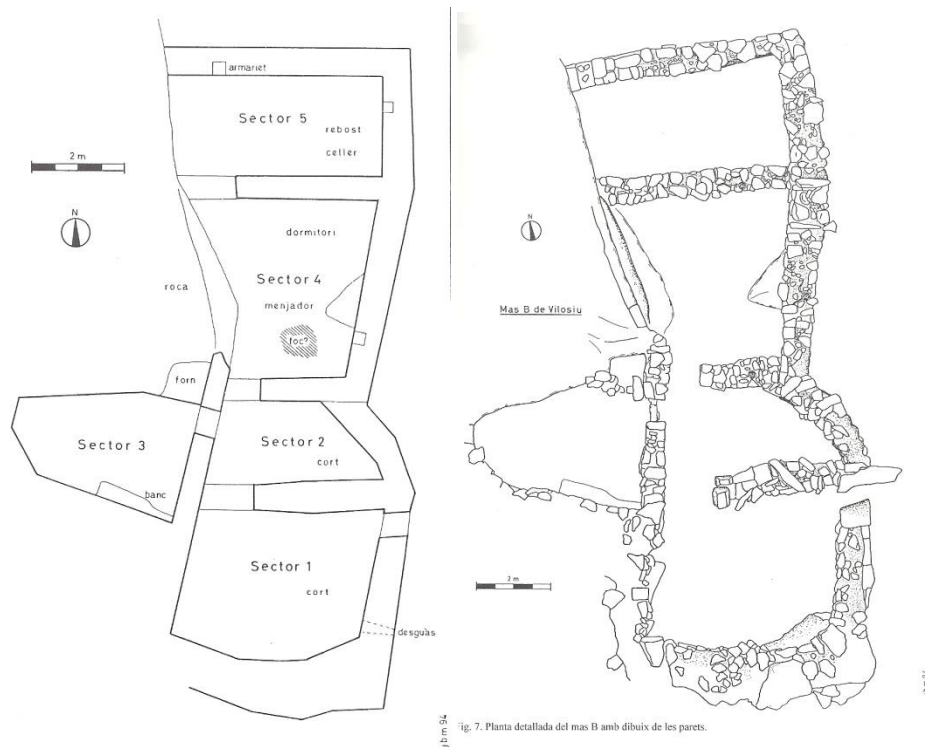 armariet
Sector 5
rebost
celler
2 m
N
dormitori
Sector 4
roca
menjador
foc?
forn
Sector 3
Sector 2
cort
banc
Sector 1
cort
desguàs
jbm 94
N
Mas B de Vilosiu
2 m
Fig. 7. Planta detallada del mas B amb dibuix de les parets.